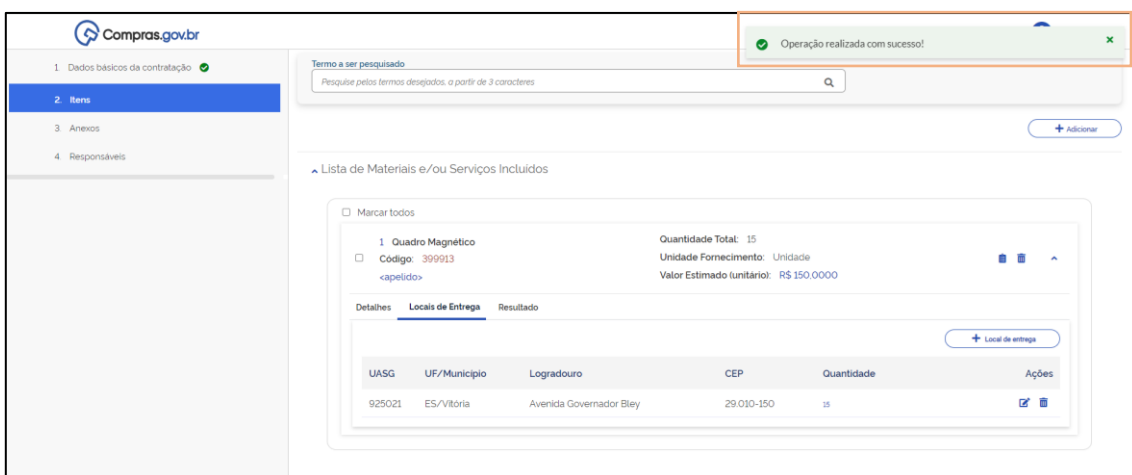 Compras.gov.br
Operação realizada com sucesso!
1. Dados básicos da contratação
2. Itens
3. Anexos
4. Responsáveis
Termo a ser pesquisado
Pesquise pelos termos desejados, a partir de 3 caracteres
+ Adicionar
Lista de Materiais e/ou Serviços Incluídos
Marcar todos
1 Quadro Magnético
Código: 399913
<apelido>
Quantidade Total: 15
Unidade Fornecimento: Unidade
Valor Estimado (unitário): R$ 150,0000
Detalhes Locais de Entrega Resultado
+ Local de entrega
UASG UF/Município Logradouro CEP Quantidade Ações
925021 ES/Vitória Avenida Governador Bley 29.010-150 15